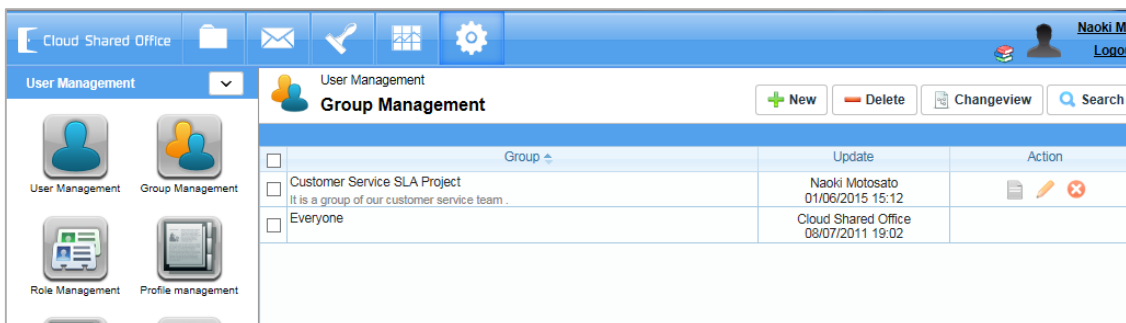 Cloud Shared Office
Naoki M
Logou
User Management
User Management
Group Management
New
Delete
Changeview
Search
Group
Update
Action
Customer Service SLA Project
It is a group of our customer service team .
Naoki Motosato
01/06/2015 15:12
Everyone
Cloud Shared Office
08/07/2011 19:02
User Management
Group Management
Role Management
Profile management